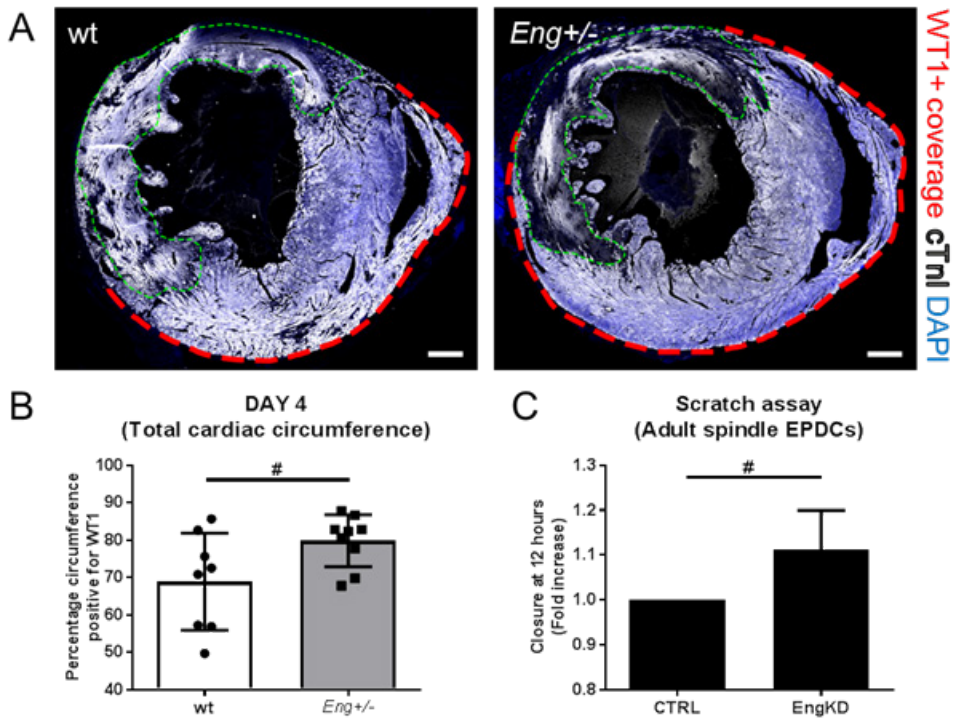 A
wt
Eng+/-
WT1+ coverage cTnI DAPI
B
DAY 4
(Total cardiac circumference)
#
Percentage circumference
positive for WT1
100
90
80
70
60
50
40
wt
Eng+/-
C
Scratch assay
(Adult spindle EPDCs)
#
Closure at 12 hours
(Fold increase)
1.3
1.2
1.1
1.0
0.9
0.8
CTRL
EngKD